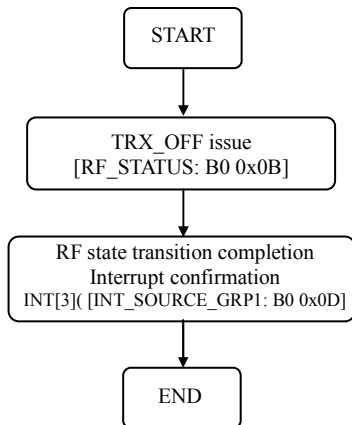 START
TRX_OFF issue
[RF_STATUS: B0 0x0B]
RF state transition completion
Interrupt confirmation
INT[3]( [INT_SOURCE_GRP1: B0 0x0D]
END